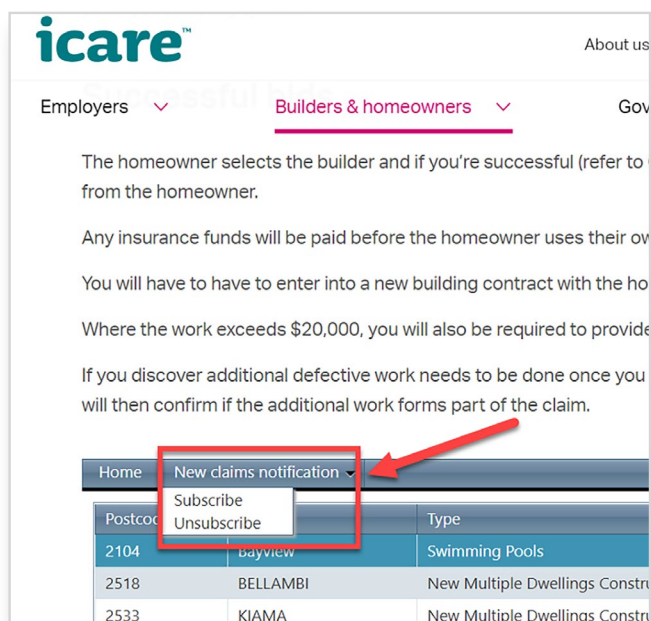 icare™
About us
Successful bids
Employers
Builders & homeowners
Gov
The homeowner selects the builder and if you're successful (refer to
from the homeowner.
Any insurance funds will be paid before the homeowner uses their ow
You will have to have to enter into a new building contract with the ho
Where the work exceeds $20,000, you will also be required to provide
If you discover additional defective work needs to be done once you
will then confirm if the additional work forms part of the claim.
Home New claims notification
Subscribe
Unsubscribe
Postcod Type
2104 Bayview Swimming Pools
2518 BELLAMBI New Multiple Dwellings Constru
2533 KIAMA New Multiple Dwellings Constru